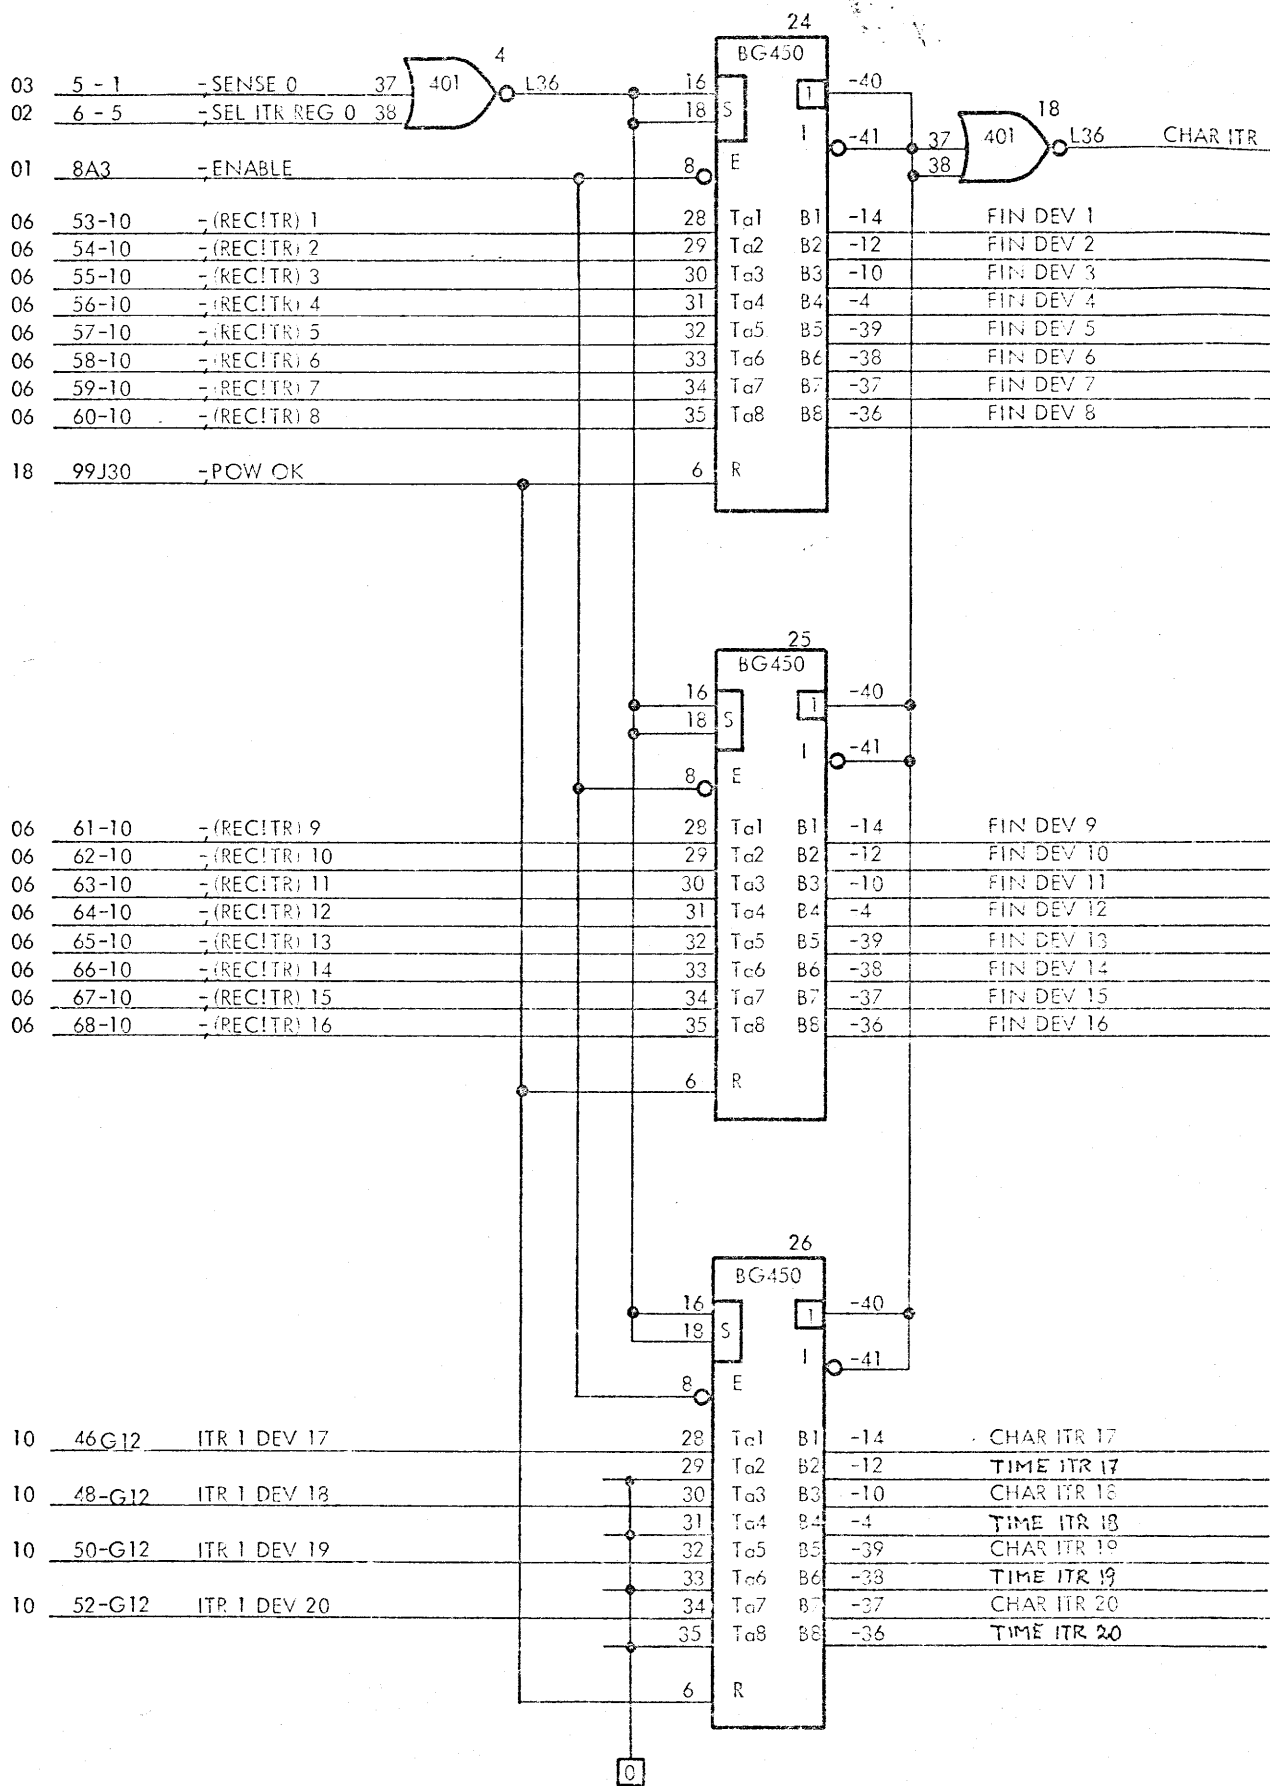 24
BG450
03 5 - 1 -,SENSE 0 37 401 4 L36 16 S 1 -40
02 6 - 5 -,SEL ITR REG 0 38 18 I -41 37 401 18 L36 CHAR ITR
38
01 8A3 -,ENABLE 8 E
06 53-10 -,(REC!TR) 1 28 Ta1 B1 -14 FIN DEV 1
06 54-10 -,(REC!TR) 2 29 Ta2 B2 -12 FIN DEV 2
06 55-10 -,(REC!TR) 3 30 Ta3 B3 -10 FIN DEV 3
06 56-10 -,(REC!TR) 4 31 Ta4 B4 -4 FIN DEV 4
06 57-10 -,(REC!TR) 5 32 Ta5 B5 -39 FIN DEV 5
06 58-10 -,(REC!TR) 6 33 Ta6 B6 -38 FIN DEV 6
06 59-10 -,(REC!TR) 7 34 Ta7 B7 -37 FIN DEV 7
06 60-10 -,(REC!TR) 8 35 Ta8 B8 -36 FIN DEV 8
18 99J30 -,POW OK 6 R
25
BG450
16 S 1 -40
18 I -41
8 E
06 61-10 -,(REC!TR) 9 28 Ta1 B1 -14 FIN DEV 9
06 62-10 -,(REC!TR) 10 29 Ta2 B2 -12 FIN DEV 10
06 63-10 -,(REC!TR) 11 30 Ta3 B3 -10 FIN DEV 11
06 64-10 -,(REC!TR) 12 31 Ta4 B4 -4 FIN DEV 12
06 65-10 -,(REC!TR) 13 32 Ta5 B5 -39 FIN DEV 13
06 66-10 -,(REC!TR) 14 33 Ta6 B6 -38 FIN DEV 14
06 67-10 -,(REC!TR) 15 34 Ta7 B7 -37 FIN DEV 15
06 68-10 -,(REC!TR) 16 35 Ta8 B8 -36 FIN DEV 16
6 R
26
BG450
16 S 1 -40
18 I -41
8 E
10 46G12 ITR 1 DEV 17 28 Ta1 B1 -14 CHAR ITR 17
29 Ta2 B2 -12 TIME ITR 17
10 48-G12 ITR 1 DEV 18 30 Ta3 B3 -10 CHAR ITR 18
31 Ta4 B4 -4 TIME ITR 18
10 50-G12 ITR 1 DEV 19 32 Ta5 B5 -39 CHAR ITR 19
33 Ta6 B6 -38 TIME ITR 19
10 52-G12 ITR 1 DEV 20 34 Ta7 B7 -37 CHAR ITR 20
35 Ta8 B8 -36 TIME ITR 20
6 R
0